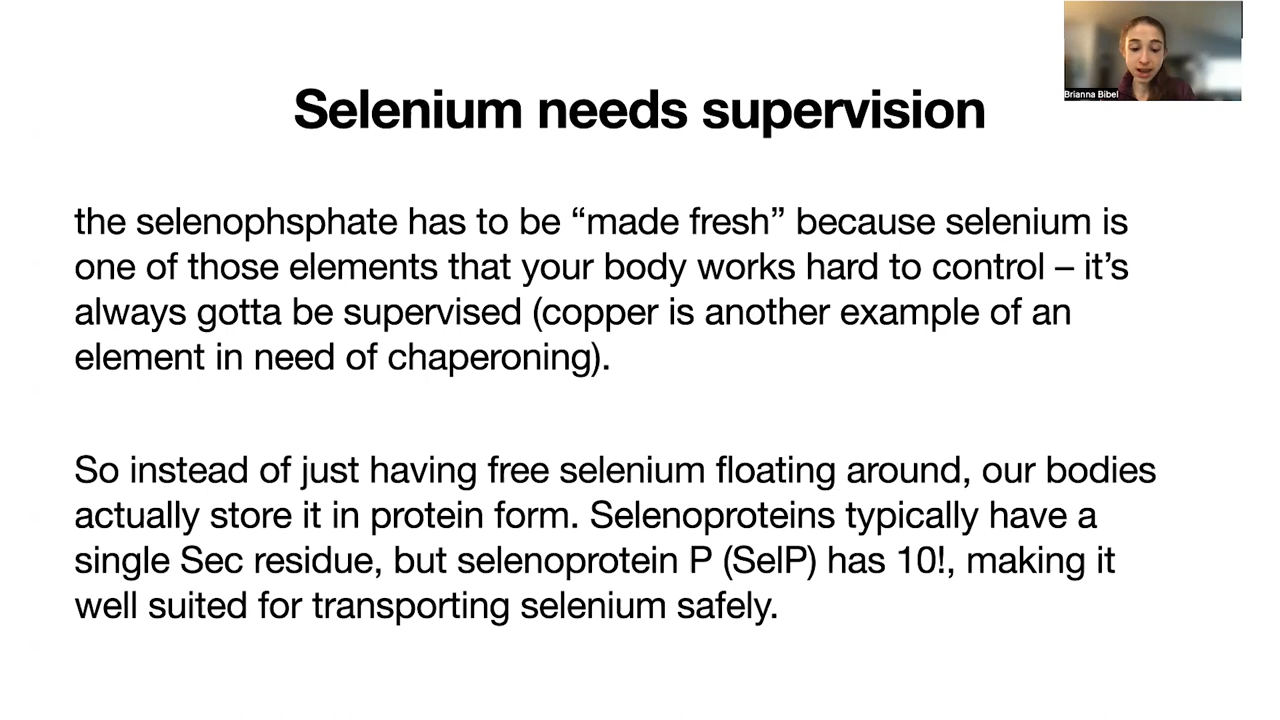 Selenium needs supervision
Brianna Bibel
the selenophsphate has to be “made fresh” because selenium is
one of those elements that your body works hard to control – it’s
always gotta be supervised (copper is another example of an
element in need of chaperoning).
So instead of just having free selenium floating around, our bodies
actually store it in protein form. Selenoproteins typically have a
single Sec residue, but selenoprotein P (SelP) has 10!, making it
well suited for transporting selenium safely.